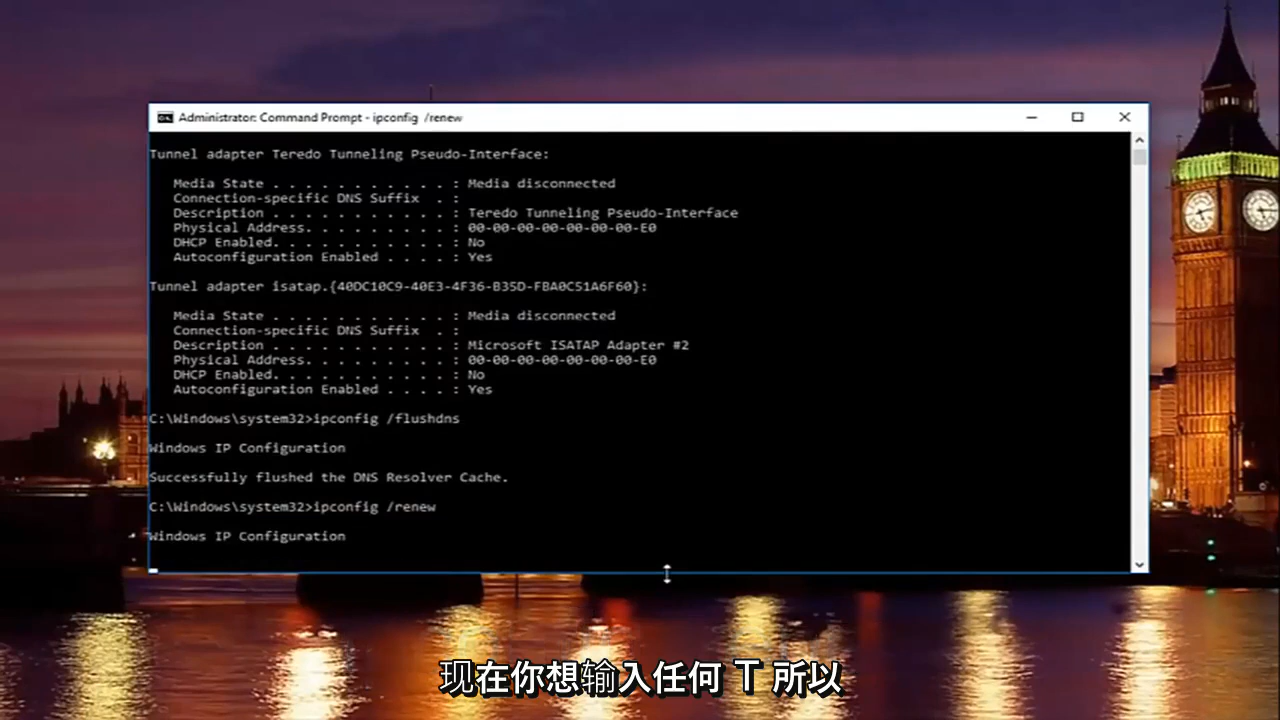 Administrator: Command Prompt - ipconfig  /renew
Tunnel adapter Teredo Tunneling Pseudo-Interface:
Media State . . . . . . . . . . . : Media disconnected
Connection-specific DNS Suffix  . :
Description . . . . . . . . . . . : Teredo Tunneling Pseudo-Interface
Physical Address. . . . . . . . . : 00-00-00-00-00-00-00-E0
DHCP Enabled. . . . . . . . . . . : No
Autoconfiguration Enabled . . . . : Yes
Tunnel adapter isatap.{40DC10C9-40E3-4F36-B35D-FBA0C51A6F60}:
Media State . . . . . . . . . . . : Media disconnected
Connection-specific DNS Suffix  . :
Description . . . . . . . . . . . : Microsoft ISATAP Adapter #2
Physical Address. . . . . . . . . : 00-00-00-00-00-00-00-E0
DHCP Enabled. . . . . . . . . . . : No
Autoconfiguration Enabled . . . . : Yes
C:\Windows\system32>ipconfig /flushdns
Windows IP Configuration
Successfully flushed the DNS Resolver Cache.
C:\Windows\system32>ipconfig /renew
Windows IP Configuration
现在你想输入任何 T 所以